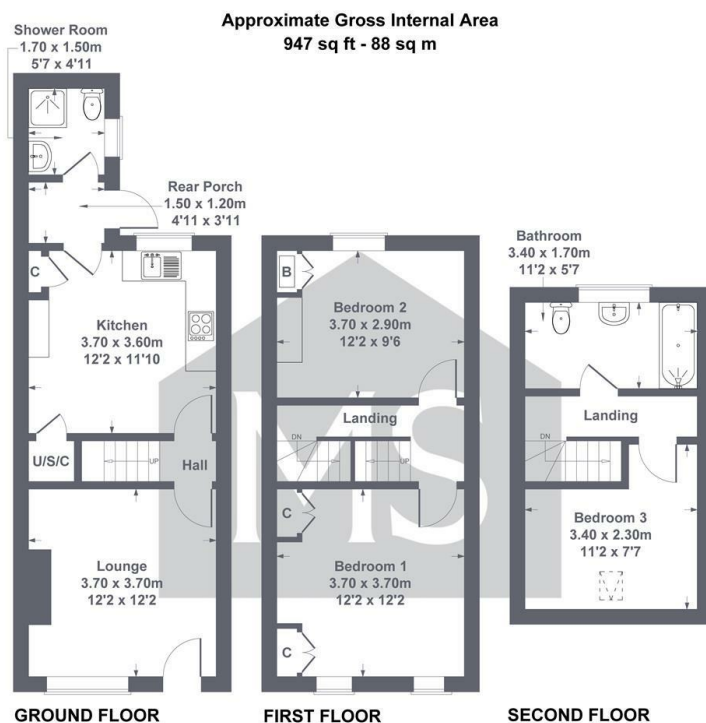 Approximate Gross Internal Area
947 sq ft - 88 sq m
Shower Room
1.70 x 1.50m
5'7 x 4'11
Rear Porch
1.50 x 1.20m
4'11 x 3'11
C
Kitchen
3.70 x 3.60m
12'2 x 11'10
U/S/C
UP
Hall
Lounge
3.70 x 3.70m
12'2 x 12'2
GROUND FLOOR
B
Bedroom 2
3.70 x 2.90m
12'2 x 9'6
Landing
DN
UP
C
Bedroom 1
3.70 x 3.70m
12'2 x 12'2
C
FIRST FLOOR
Bathroom
3.40 x 1.70m
11'2 x 5'7
Landing
DN
Bedroom 3
3.40 x 2.30m
11'2 x 7'7
SECOND FLOOR
MS